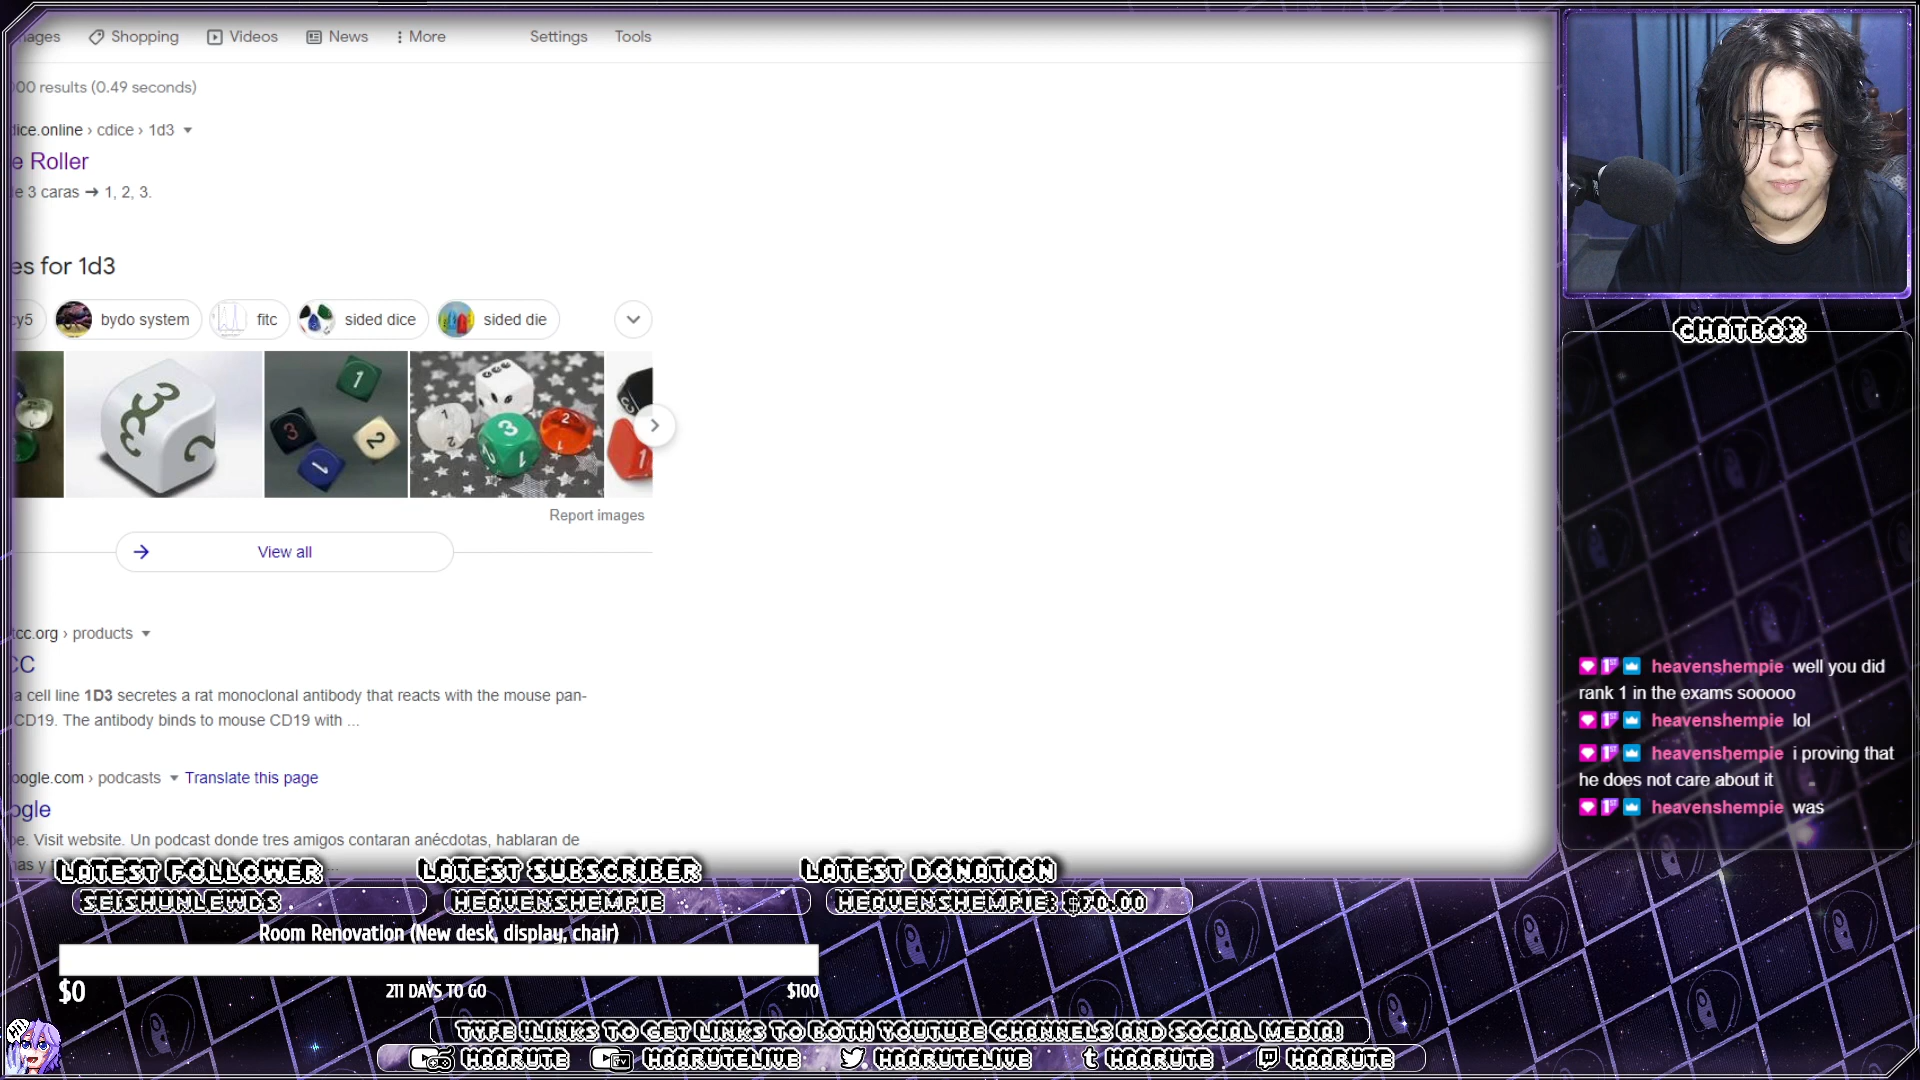 ages Shopping Videos News More Settings Tools
00 results (0.49 seconds)
dice.online › cdice › 1d3
e Roller
e 3 caras → 1, 2, 3.
es for 1d3
cy5 bydo system fitc sided dice sided die
Report images
View all
cc.org › products
CC
a cell line 1D3 secretes a rat monoclonal antibody that reacts with the mouse pan-
CD19. The antibody binds to mouse CD19 with ...
oogle.com › podcasts Translate this page
ogle
e. Visit website. Un podcast donde tres amigos contaran anécdotas, hablaran de
as y
CHATBOX
heavenshempie well you did
rank 1 in the exams sooooo
heavenshempie lol
heavenshempie i proving that
he does not care about it
heavenshempie was
LATEST FOLLOWER LATEST SUBSCRIBER LATEST DONATION
SEISHUNLEWDS HEAVENSHEMPIE HEAVENSHEMPIE: $70.00
Room Renovation (New desk, display, chair)
$0 211 DAYS TO GO $100
TYPE !LINKS TO GET LINKS TO BOTH YOUTUBE CHANNELS AND SOCIAL MEDIA!
HAARUTE HAARUTELIVE HAARUTELIVE HAARUTE HAARUTE